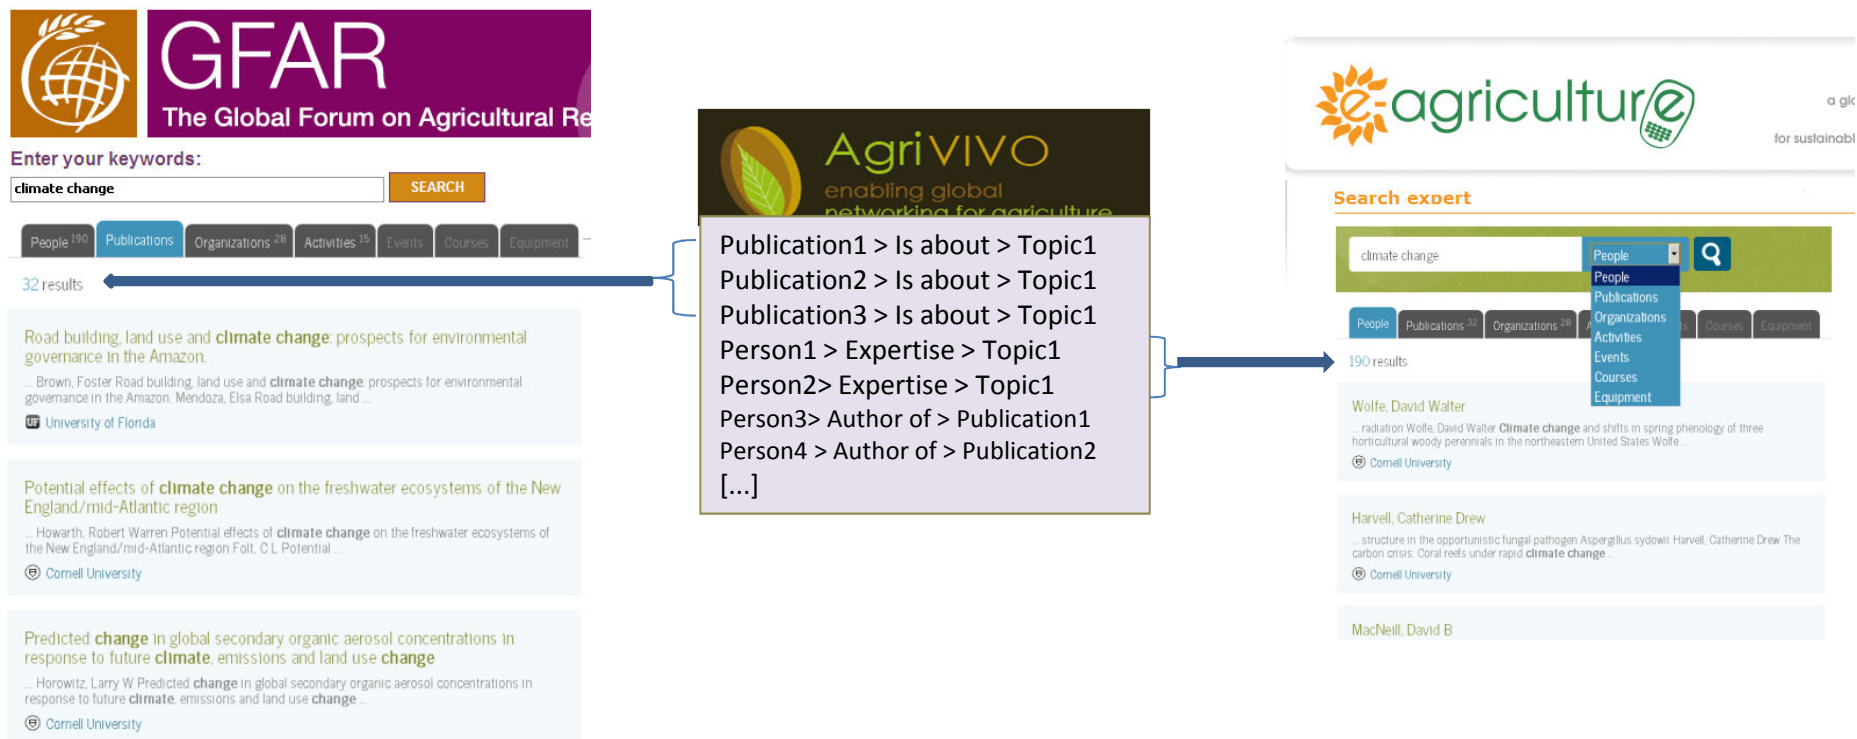 GFAR
The Global Forum on Agricultural Re
Enter your keywords:
climate change
SEARCH
People 190
Publications
Organizations 28
Activities 15
Events
Courses
Equipment
32 results
Road building, land use and climate change: prospects for environmental
governance in the Amazon.
... Brown, Foster Road building, land use and climate change: prospects for environmental
governance in the Amazon. Mendoza, Elsa Road building, land ...
UF University of Florida
Potential effects of climate change on the freshwater ecosystems of the New
England/mid-Atlantic region
... Howarth, Robert Warren Potential effects of climate change on the freshwater ecosystems of
the New England/mid-Atlantic region Folt, C L Potential ...
Cornell University
Predicted change in global secondary organic aerosol concentrations in
response to future climate, emissions and land use change
... Horowitz, Larry W Predicted change in global secondary organic aerosol concentrations in
response to future climate, emissions and land use change ...
Cornell University
AgriVIVO
enabling global
networking for agriculture
Publication1 > Is about > Topic1
Publication2 > Is about > Topic1
Publication3 > Is about > Topic1
Person1 > Expertise > Topic1
Person2> Expertise > Topic1
Person3> Author of > Publication1
Person4 > Author of > Publication2
[...]
e-agriculture
a glo
for sustainabl
Search expert
climate change
People
People
Publications
Organizations
Activities
Events
Courses
Equipment
People
Publications 32
Organizations 28
A
s
Courses
Equipment
190 results
Wolfe, David Walter
... radiation Wolfe, David Walter Climate change and shifts in spring phenology of three
horticultural woody perennials in the northeastern United States Wolfe ...
Cornell University
Harvell, Catherine Drew
... structure in the opportunistic fungal pathogen Aspergillus sydowii Harvell, Catherine Drew The
carbon crisis: Coral reefs under rapid climate change ...
Cornell University
MacNeill, David B